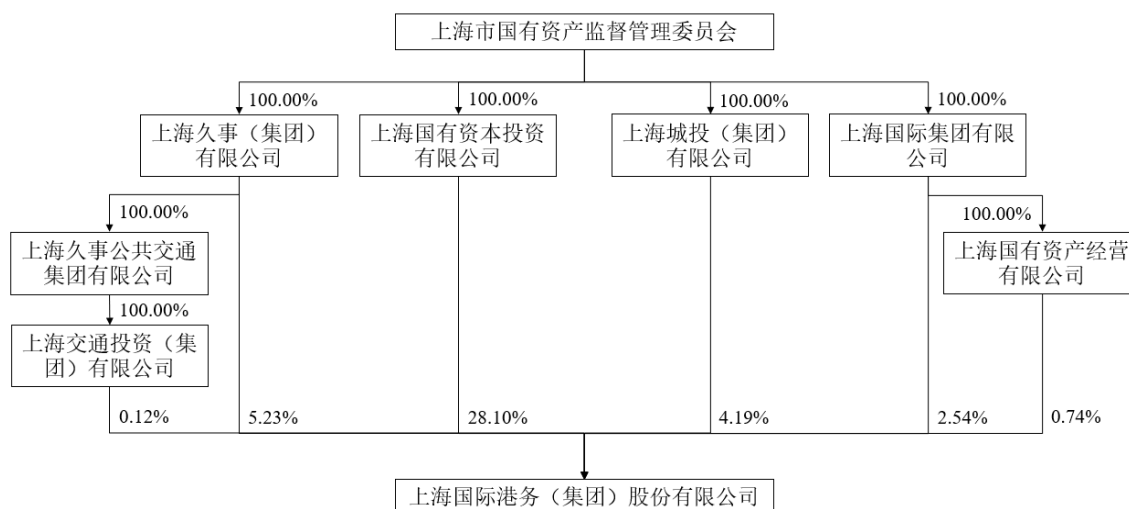 上海市国有资产监督管理委员会
100.00%
100.00%
100.00%
100.00%
上海久事（集团）
有限公司
上海国有资本投资
有限公司
上海城投（集团）
有限公司
上海国际集团有限
公司
100.00%
100.00%
上海久事公共交通
集团有限公司
上海国有资产经营
有限公司
100.00%
上海交通投资（集
团）有限公司
0.12%
5.23%
28.10%
4.19%
2.54%
0.74%
上海国际港务（集团）股份有限公司